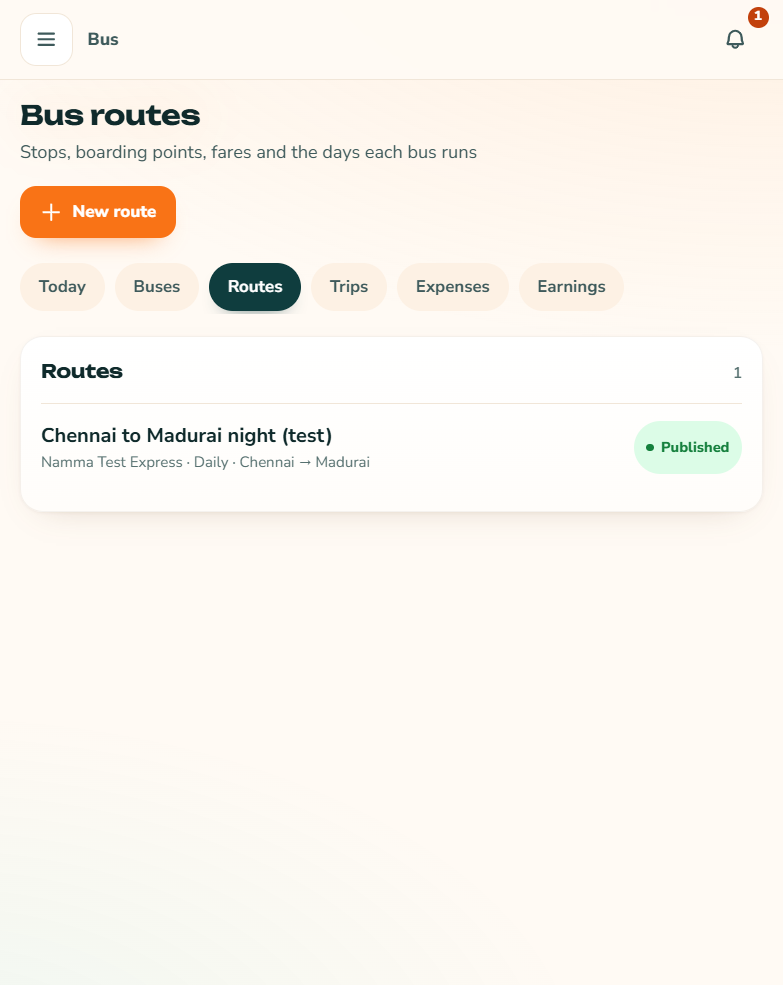 Bus
1
Bus routes
Stops, boarding points, fares and the days each bus runs
New route
Today Buses Routes Trips Expenses Earnings
Routes 1
Chennai to Madurai night (test)
Namma Test Express · Daily · Chennai → Madurai
Published